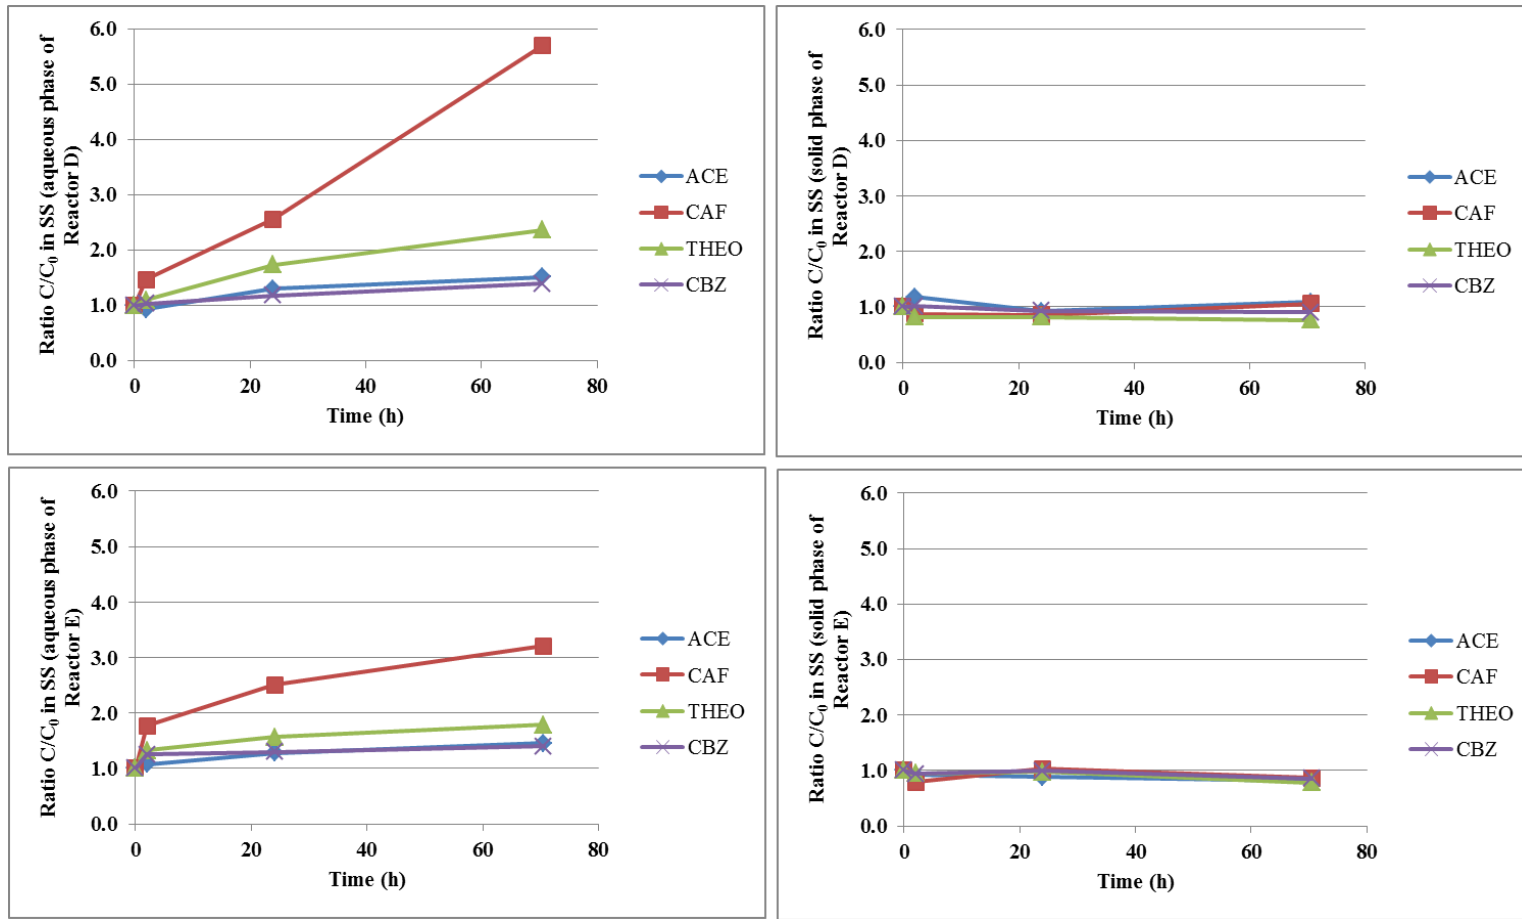 Ratio C/C₀ in SS (aqueous phase of
Reactor D)
6.0
5.0
4.0
3.0
2.0
1.0
0.0
0 20 40 60 80
Time (h)
ACE
CAF
THEO
CBZ
Ratio C/C₀ in SS (solid phase of
Reactor D)
6.0
5.0
4.0
3.0
2.0
1.0
0.0
0 20 40 60 80
Time (h)
ACE
CAF
THEO
CBZ
Ratio C/C₀ in SS (aqueous phase of
Reactor E)
6.0
5.0
4.0
3.0
2.0
1.0
0.0
0 20 40 60 80
Time (h)
ACE
CAF
THEO
CBZ
Ratio C/C₀ in SS (solid phase of
Reactor E)
6.0
5.0
4.0
3.0
2.0
1.0
0.0
0 20 40 60 80
Time (h)
ACE
CAF
THEO
CBZ